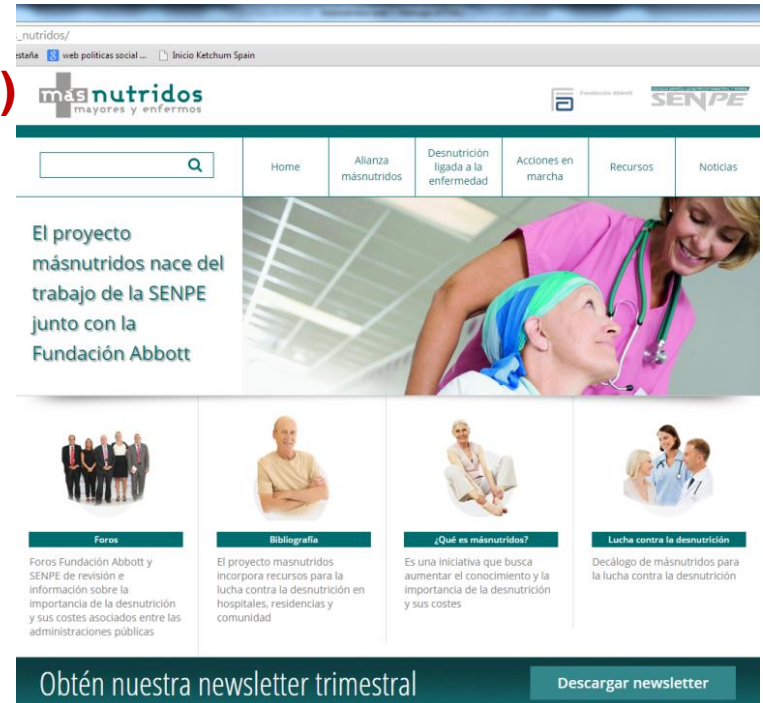 s_nutridos/
estaña web politicas social ... Inicio Ketchum Spain
)
más nutridos
mayores y enfermos
Fundación Abbott
SENPE
Home
Alianza
másnutridos
Desnutrición
ligada a la
enfermedad
Acciones en
marcha
Recursos
Noticias
El proyecto
másnutridos nace del
trabajo de la SENPE
junto con la
Fundación Abbott
Foros
Foros Fundación Abbott y
SENPE de revisión e
información sobre la
importancia de la desnutrición
y sus costes asociados entre las
administraciones públicas
Bibliografía
El proyecto masnutridos
incorpora recursos para la
lucha contra la desnutrición en
hospitales, residencias y
comunidad
¿Qué es másnutridos?
Es una iniciativa que busca
aumentar el conocimiento y la
importancia de la desnutrición
y sus costes
Lucha contra la desnutrición
Decálogo de másnutridos para
la lucha contra la desnutrición
Obtén nuestra newsletter trimestral
Descargar newsletter